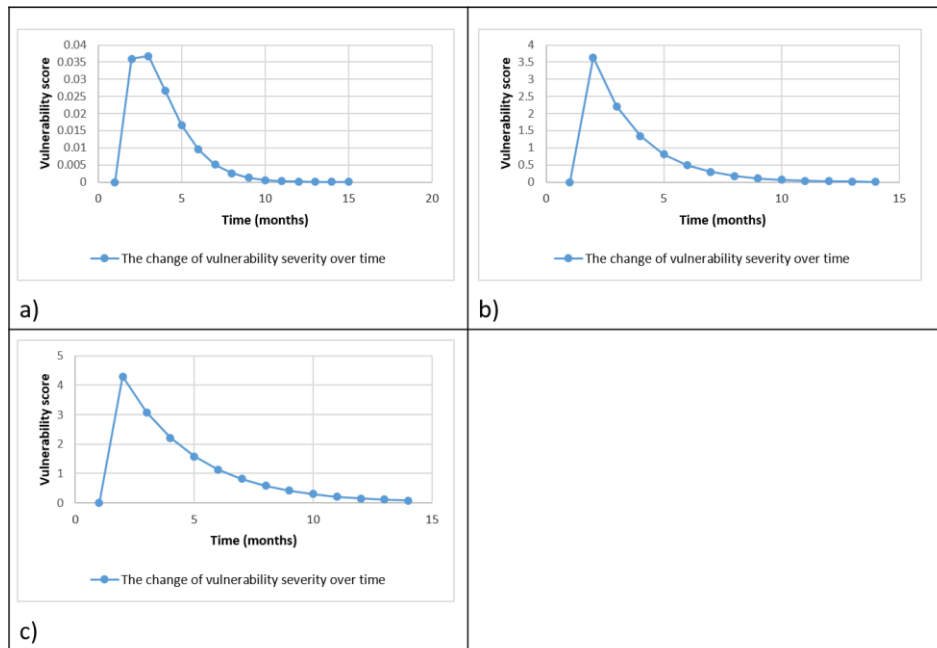 0.04
0.035
0.03
0.025
0.02
0.015
0.01
0.005
0
0 5 10 15 20
Vulnerability score
Time (months)
The change of vulnerability severity over time
a)
4
3.5
3
2.5
2
1.5
1
0.5
0
0 5 10 15
Vulnerability score
Time (months)
The change of vulnerability severity over time
b)
5
4
3
2
1
0
0 5 10 15
Vulnerability score
Time (months)
The change of vulnerability severity over time
c)